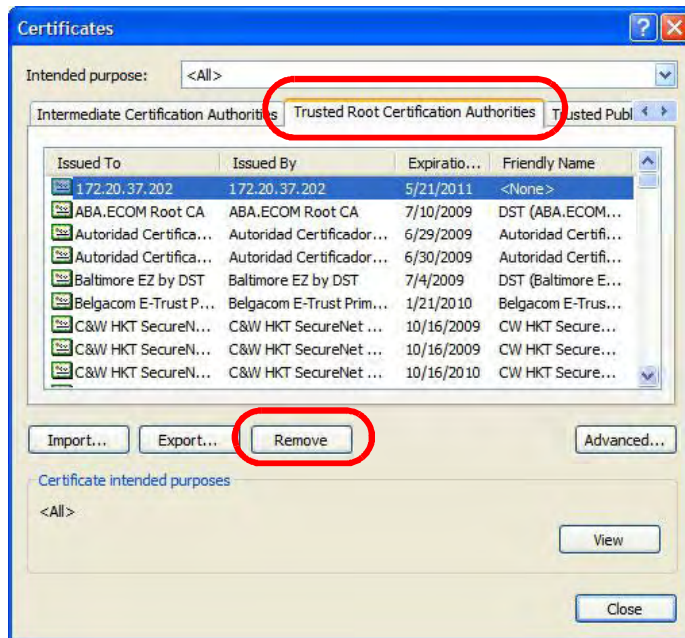 Certificates
Intended purpose: <All>
Intermediate Certification Authorities Trusted Root Certification Authorities Trusted Publ
Issued To Issued By Expiratio... Friendly Name
172.20.37.202 172.20.37.202 5/21/2011 <None>
ABA.ECOM Root CA ABA.ECOM Root CA 7/10/2009 DST (ABA.ECOM...
Autoridad Certifica... Autoridad Certificador... 6/29/2009 Autoridad Certifi...
Autoridad Certifica... Autoridad Certificador... 6/30/2009 Autoridad Certifi...
Baltimore EZ by DST Baltimore EZ by DST 7/4/2009 DST (Baltimore E...
Belgacom E-Trust P... Belgacom E-Trust Prim... 1/21/2010 Belgacom E-Trus...
C&W HKT SecureN... C&W HKT SecureNet ... 10/16/2009 CW HKT Secure...
C&W HKT SecureN... C&W HKT SecureNet ... 10/16/2009 CW HKT Secure...
C&W HKT SecureN... C&W HKT SecureNet ... 10/16/2010 CW HKT Secure...
Import... Export... Remove Advanced...
Certificate intended purposes
<All>
View
Close